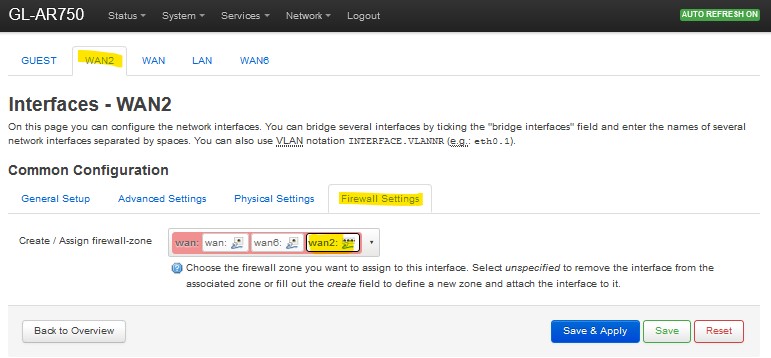 GL-AR750 Status System Services Network Logout AUTO REFRESH ON
GUEST WAN2 WAN LAN WAN6
Interfaces - WAN2
On this page you can configure the network interfaces. You can bridge several interfaces by ticking the "bridge interfaces" field and enter the names of several
network interfaces separated by spaces. You can also use VLAN notation INTERFACE.VLANNR (e.g.: eth0.1).
Common Configuration
General Setup Advanced Settings Physical Settings Firewall Settings
Create / Assign firewall-zone wan: wan: wan6: wan2:
Choose the firewall zone you want to assign to this interface. Select unspecified to remove the interface from the
associated zone or fill out the create field to define a new zone and attach the interface to it.
Back to Overview Save & Apply Save Reset